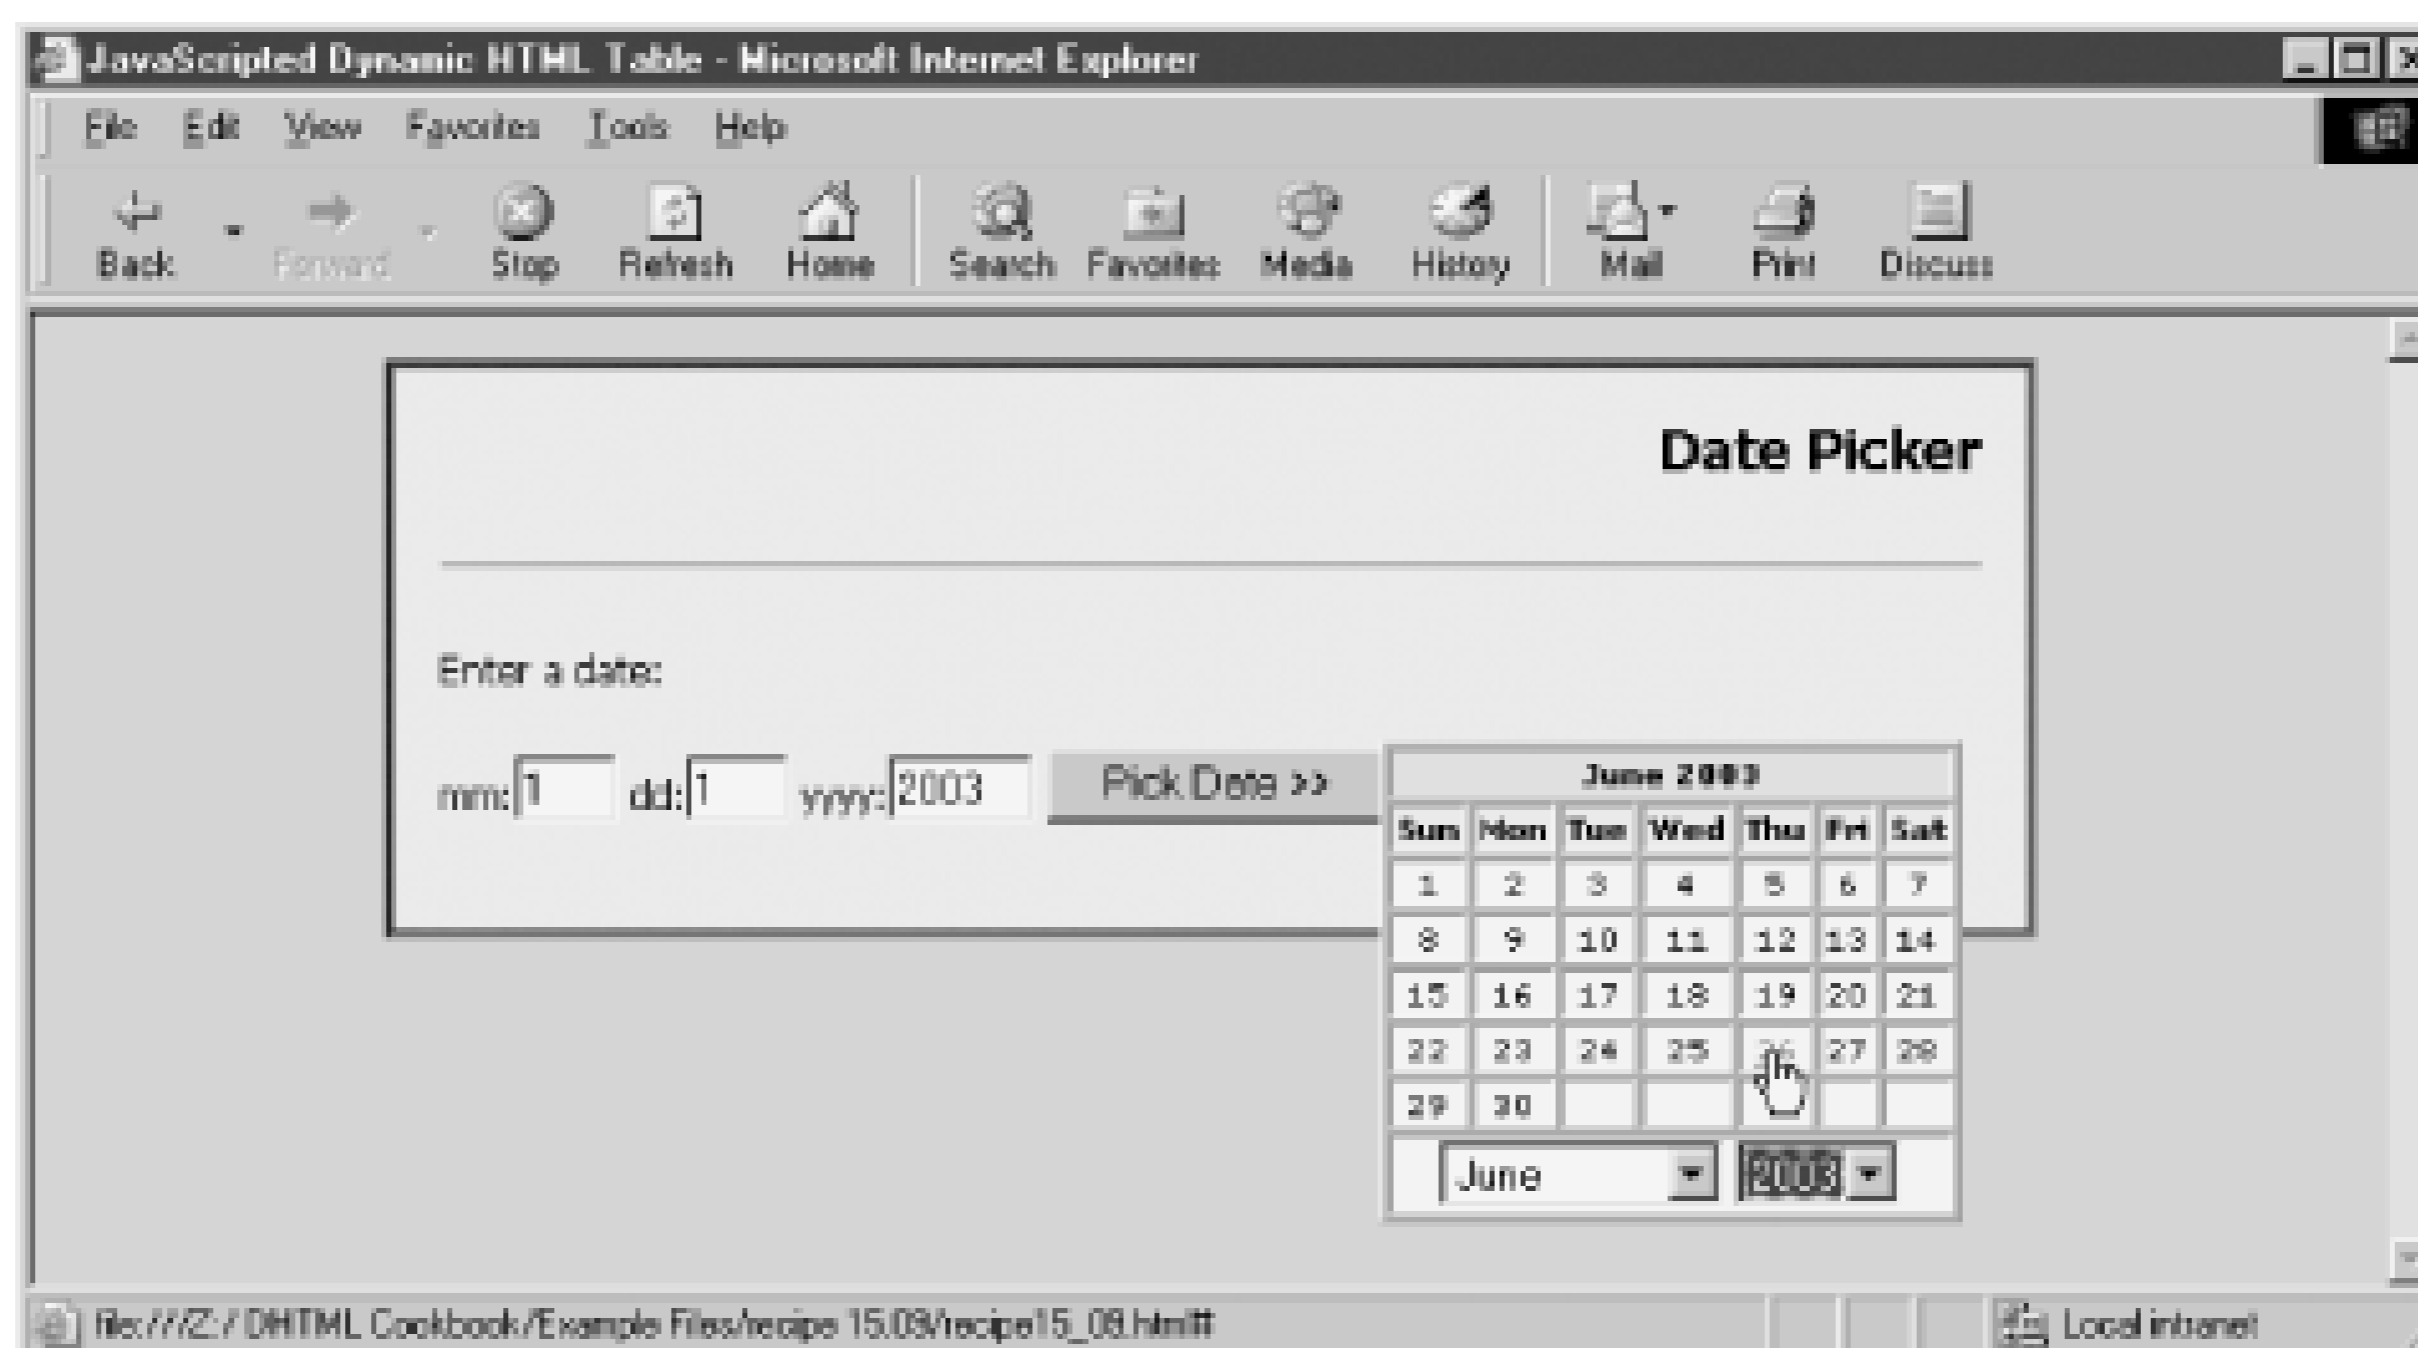 JavaScripted Dynamic HTML Table - Microsoft Internet Explorer
File Edit View Favorites Tools Help
Back Forward Stop Refresh Home Search Favorites Media History Mail Print Discuss
Date Picker
Enter a date:
mm: 1 dd: 1 yyyy: 2003 Pick Date >>
June 2003
Sun Mon Tue Wed Thu Fri Sat
1 2 3 4 5 6 7
8 9 10 11 12 13 14
15 16 17 18 19 20 21
22 23 24 25 26 27 28
29 30
June 2003
file:///Z:/DHTML Cookbook/Example Files/recipe 15.09/recipe15_09.html#
Local intranet